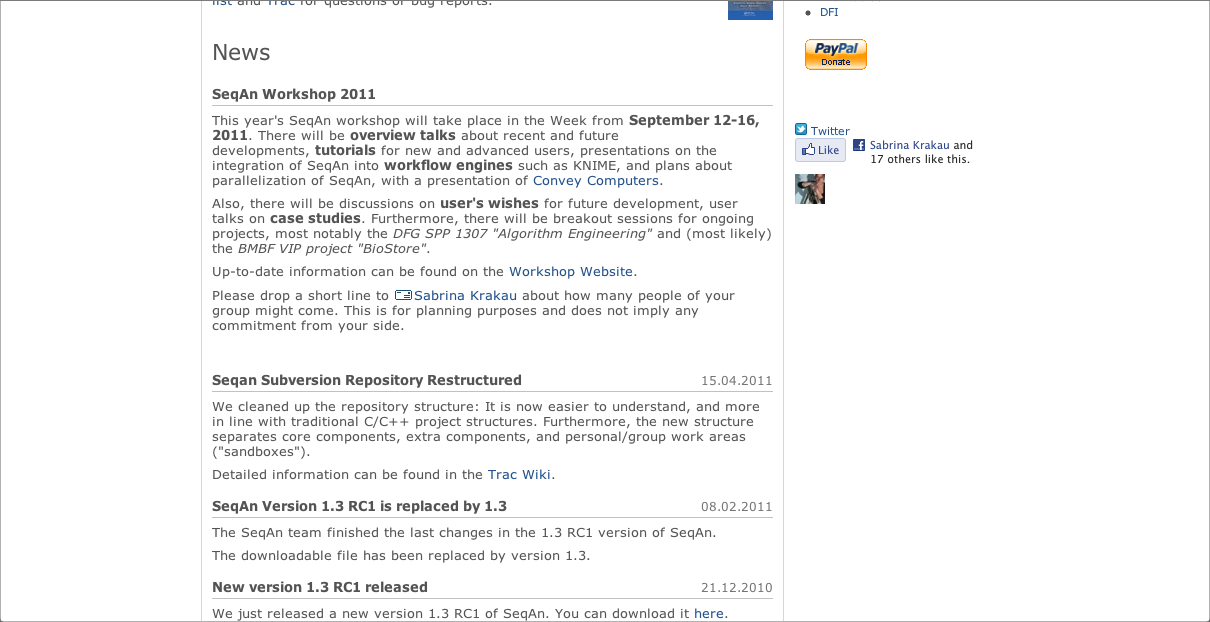 list and Trac for questions or bug reports.
News
SeqAn Workshop 2011
This year's SeqAn workshop will take place in the Week from September 12-16,
2011. There will be overview talks about recent and future
developments, tutorials for new and advanced users, presentations on the
integration of SeqAn into workflow engines such as KNIME, and plans about
parallelization of SeqAn, with a presentation of Convey Computers.
Also, there will be discussions on user's wishes for future development, user
talks on case studies. Furthermore, there will be breakout sessions for ongoing
projects, most notably the DFG SPP 1307 "Algorithm Engineering" and (most likely)
the BMBF VIP project "BioStore".
Up-to-date information can be found on the Workshop Website.
Please drop a short line to Sabrina Krakau about how many people of your
group might come. This is for planning purposes and does not imply any
commitment from your side.
Seqan Subversion Repository Restructured 15.04.2011
We cleaned up the repository structure: It is now easier to understand, and more
in line with traditional C/C++ project structures. Furthermore, the new structure
separates core components, extra components, and personal/group work areas
("sandboxes").
Detailed information can be found in the Trac Wiki.
SeqAn Version 1.3 RC1 is replaced by 1.3 08.02.2011
The SeqAn team finished the last changes in the 1.3 RC1 version of SeqAn.
The downloadable file has been replaced by version 1.3.
New version 1.3 RC1 released 21.12.2010
We just released a new version 1.3 RC1 of SeqAn. You can download it here.
DFI
PayPal
Donate
Twitter
Like
Sabrina Krakau and
17 others like this.